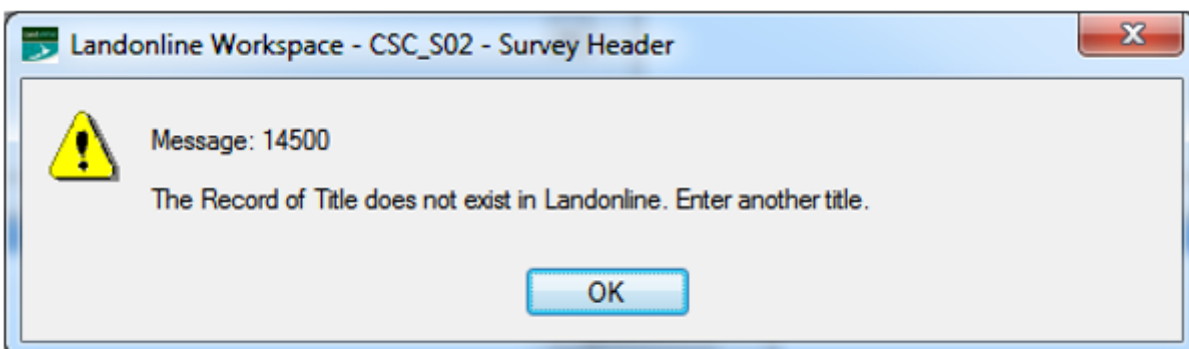 Landonline Workspace - CSC_S02 - Survey Header
Message: 14500
The Record of Title does not exist in Landonline. Enter another title.
OK